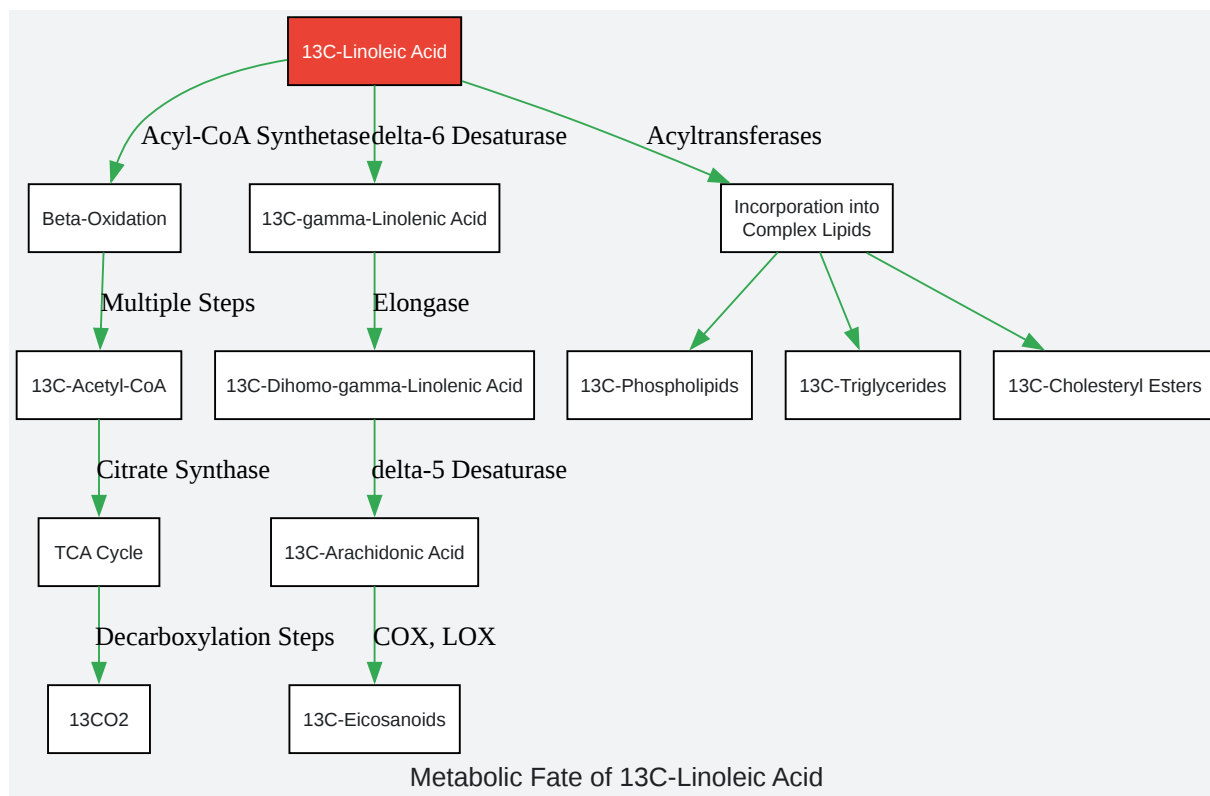 13C-Linoleic Acid
Acyl-CoA Synthetase
delta-6 Desaturase
Acyltransferases
Beta-Oxidation
13C-gamma-Linolenic Acid
Incorporation into
Complex Lipids
Multiple Steps
Elongase
13C-Acetyl-CoA
13C-Dihomo-gamma-Linolenic Acid
13C-Phospholipids
13C-Triglycerides
13C-Cholesteryl Esters
Citrate Synthase
delta-5 Desaturase
TCA Cycle
13C-Arachidonic Acid
Decarboxylation Steps
COX, LOX
13CO2
13C-Eicosanoids
Metabolic Fate of 13C-Linoleic Acid